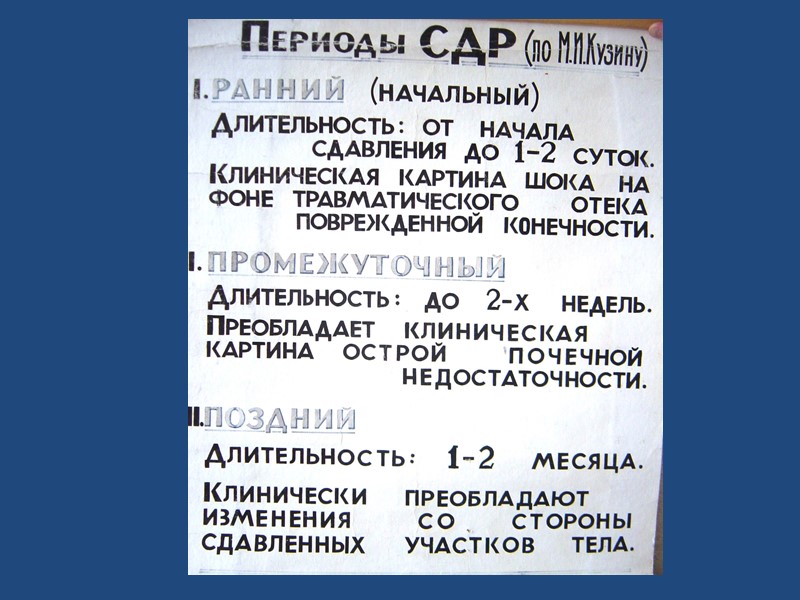 Периоды СДР (по М.И.Кузину)
I. РАННИЙ (НАЧАЛЬНЫЙ)
ДЛИТЕЛЬНОСТЬ: ОТ НАЧАЛА
СДАВЛЕНИЯ ДО 1-2 СУТОК.
КЛИНИЧЕСКАЯ КАРТИНА ШОКА НА
ФОНЕ ТРАВМАТИЧЕСКОГО ОТЕКА
ПОВРЕЖДЕННОЙ КОНЕЧНОСТИ.
I. ПРОМЕЖУТОЧНЫЙ
ДЛИТЕЛЬНОСТЬ: ДО 2-Х НЕДЕЛЬ.
ПРЕОБЛАДАЕТ КЛИНИЧЕСКАЯ
КАРТИНА ОСТРОЙ ПОЧЕЧНОЙ
НЕДОСТАТОЧНОСТИ.
II. ПОЗДНИЙ
ДЛИТЕЛЬНОСТЬ: 1-2 МЕСЯЦА.
КЛИНИЧЕСКИ ПРЕОБЛАДАЮТ
ИЗМЕНЕНИЯ СО СТОРОНЫ
СДАВЛЕННЫХ УЧАСТКОВ ТЕЛА.